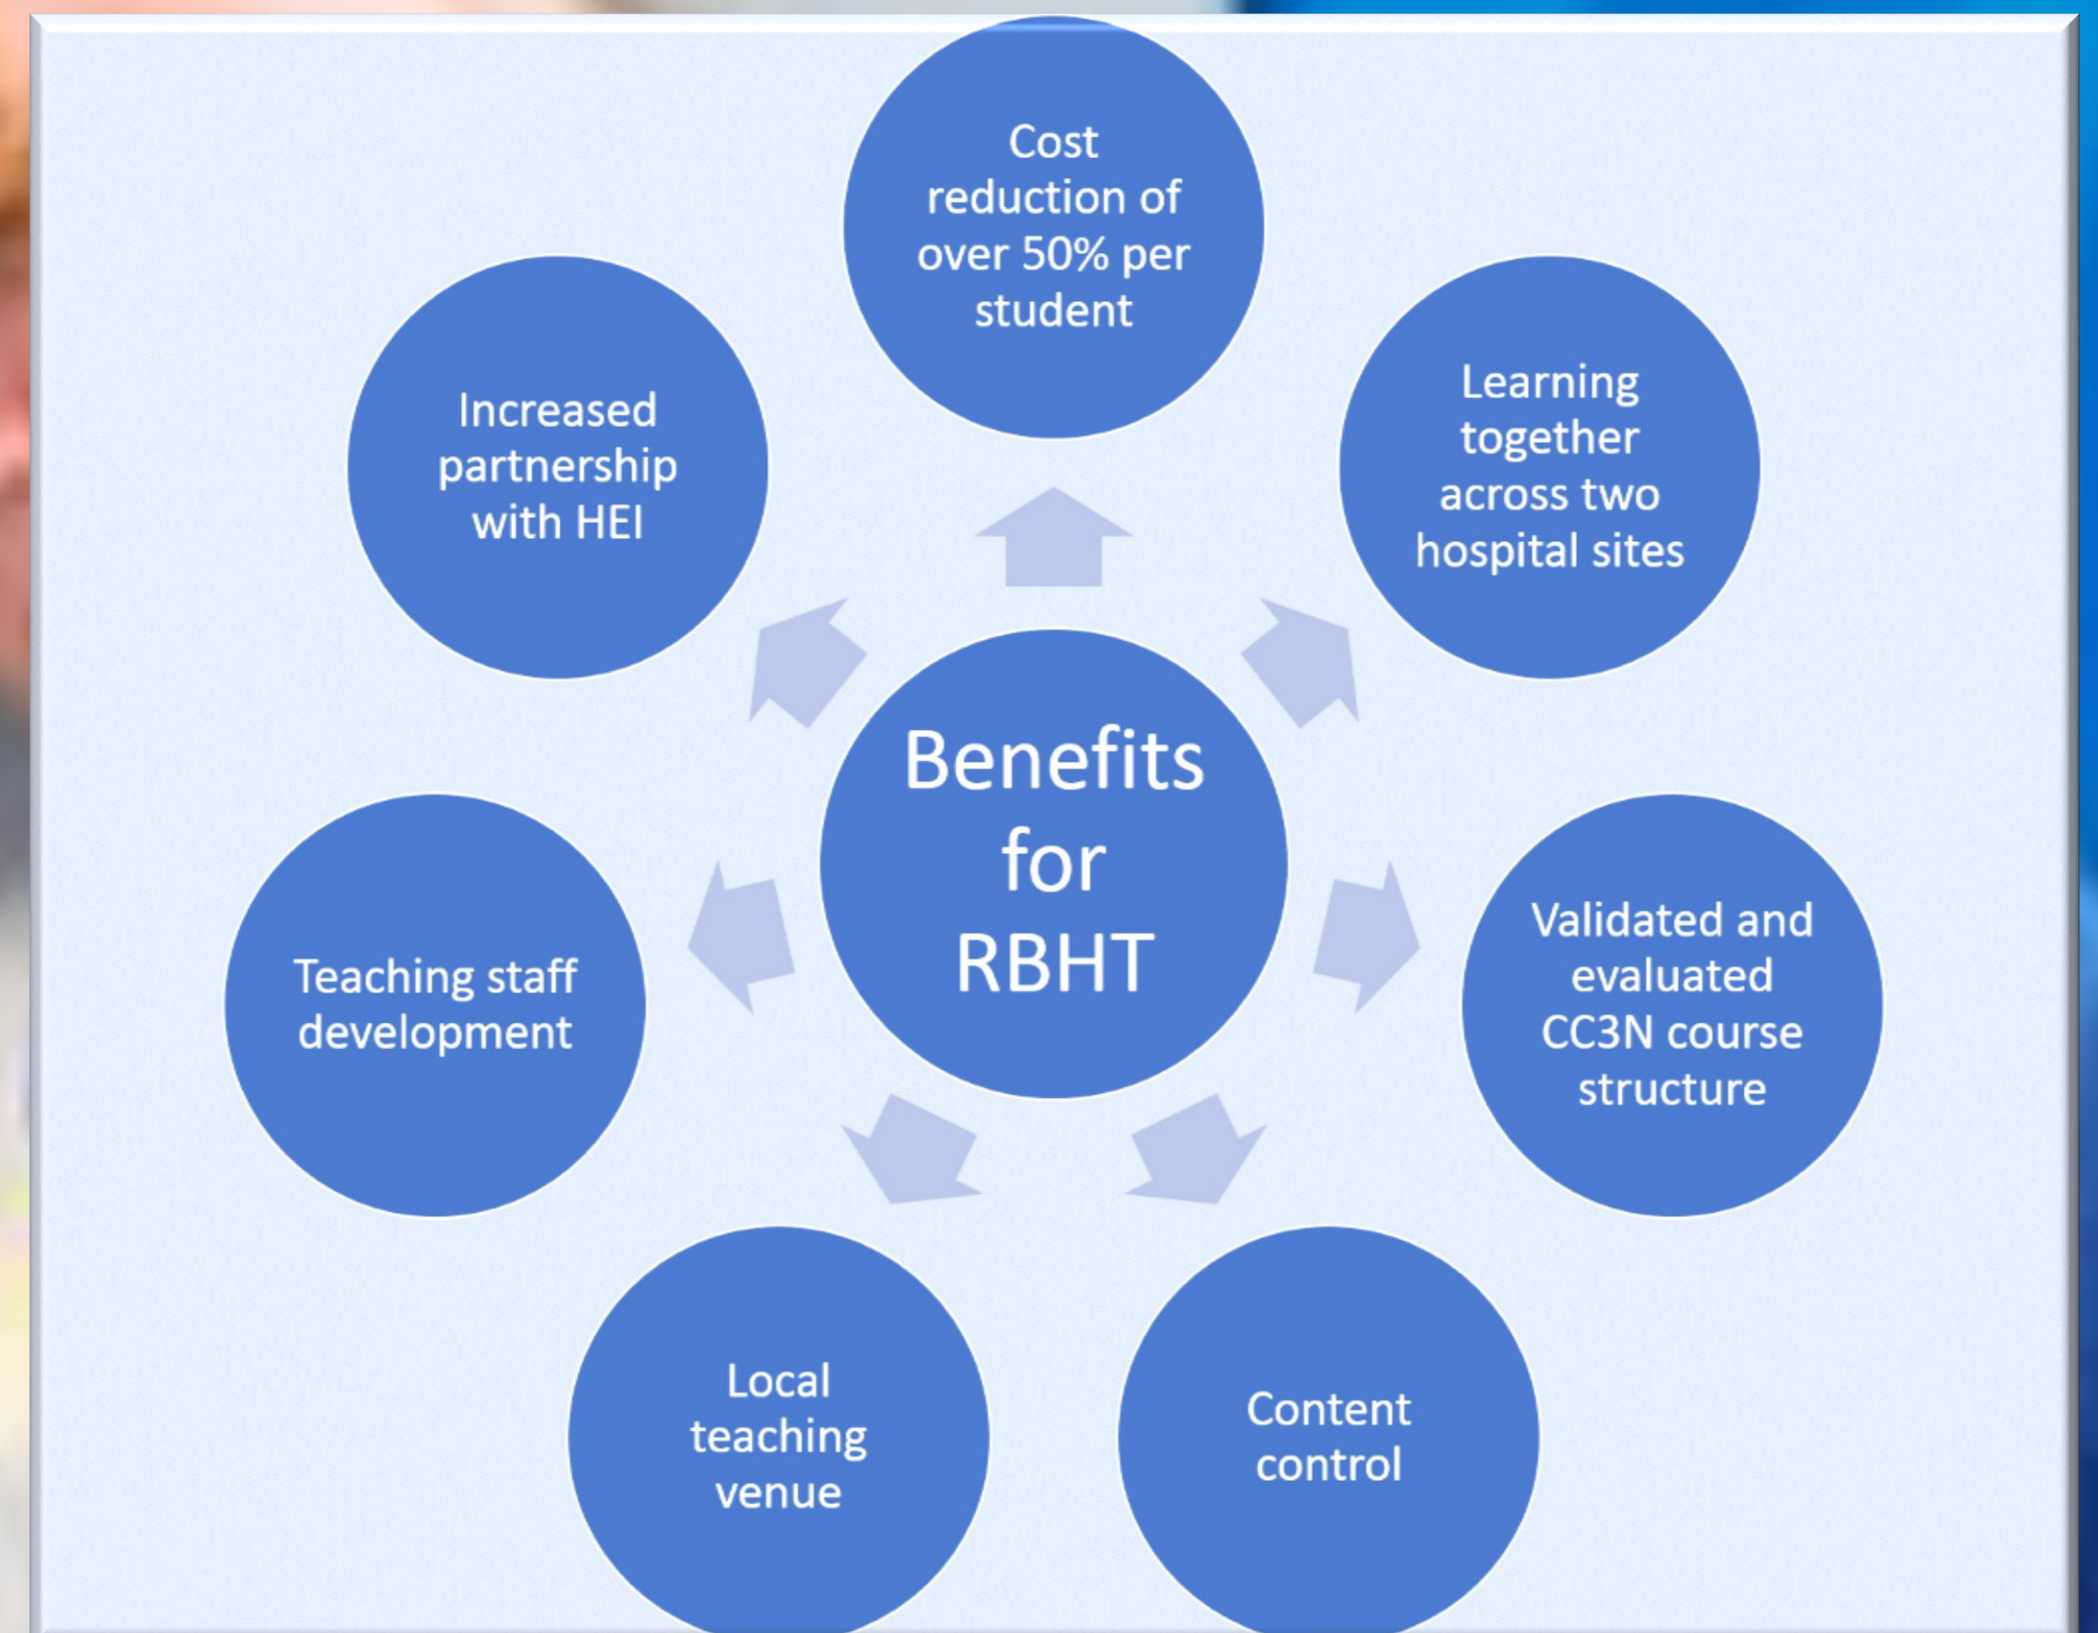 Cost
reduction of
over 50% per
student
Learning
together
across two
hospital sites
Validated and
evaluated
CC3N course
structure
Content
control
Local
teaching
venue
Teaching staff
development
Increased
partnership
with HEI
Benefits
for
RBHT